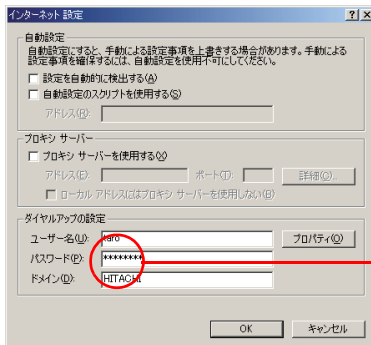 インターネット 設定
自動設定
自動設定にすると、手動による設定事項を上書きする場合があります。手動による
設定事項を確保するには、自動設定を使用不可にしてください。
設定を自動的に検出する(A)
自動設定のスクリプトを使用する(S)
アドレス(R):
プロキシ サーバー
プロキシ サーバーを使用する(X)
アドレス(E): ポート(T): 詳細(C)...
ローカル アドレスにはプロキシ サーバーを使用しない(B)
ダイヤルアップの設定
ユーザー名(U): taro プロパティ(O)
パスワード(P): ********
ドメイン(D): HITACHI
OK キャンセル